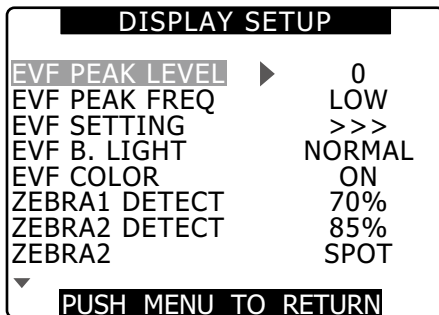 DISPLAY SETUP
EVF PEAK LEVEL 0
EVF PEAK FREQ LOW
EVF SETTING >>>
EVF B. LIGHT NORMAL
EVF COLOR ON
ZEBRA1 DETECT 70%
ZEBRA2 DETECT 85%
ZEBRA2 SPOT
PUSH MENU TO RETURN